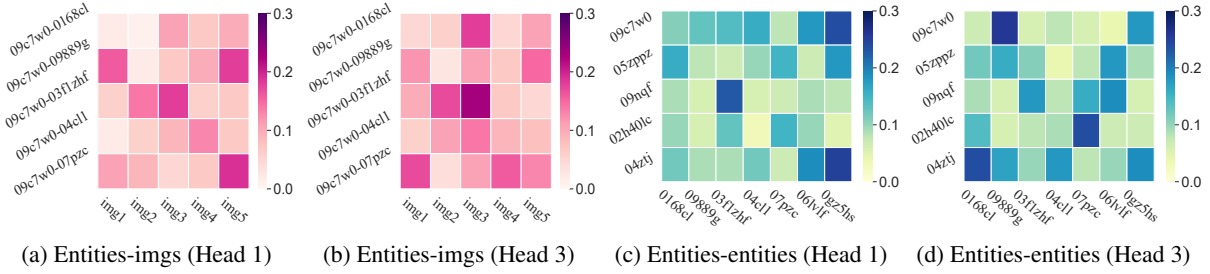 09c7w0-0168cl
09c7w0-09889g
09c7w0-03f1zhf
09c7w0-04cl1
09c7w0-07pzc
img1 img2 img3 img4 img5
0.3
0.2
0.1
0.0
(a) Entities-imgs (Head 1)
09c7w0-0168cl
09c7w0-09889g
09c7w0-03f1zhf
09c7w0-04cl1
09c7w0-07pzc
img1 img2 img3 img4 img5
0.3
0.2
0.1
0.0
(b) Entities-imgs (Head 3)
09c7w0
05zppz
09nqf
02h40lc
04ztj
0168cl 09889g 03f1zhf 04cl1 07pzc 06lvlf 0gz5hs
0.3
0.2
0.1
0.0
(c) Entities-entities (Head 1)
09c7w0
05zppz
09nqf
02h40lc
04ztj
0168cl 09889g 03f1zhf 04cl1 07pzc 06lvlf 0gz5hs
0.3
0.2
0.1
0.0
(d) Entities-entities (Head 3)